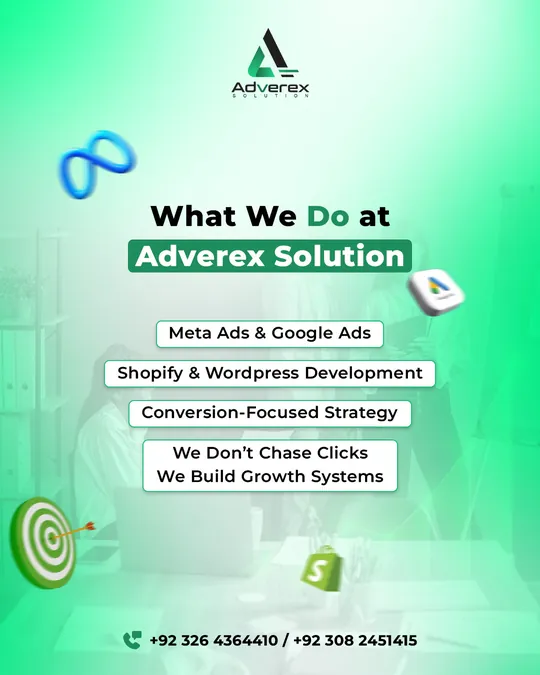 Adverex
SOLUTION
What We Do at
Adverex Solution
Meta Ads & Google Ads
Shopify & Wordpress Development
Conversion-Focused Strategy
We Don’t Chase Clicks
We Build Growth Systems
+92 326 4364410 / +92 308 2451415